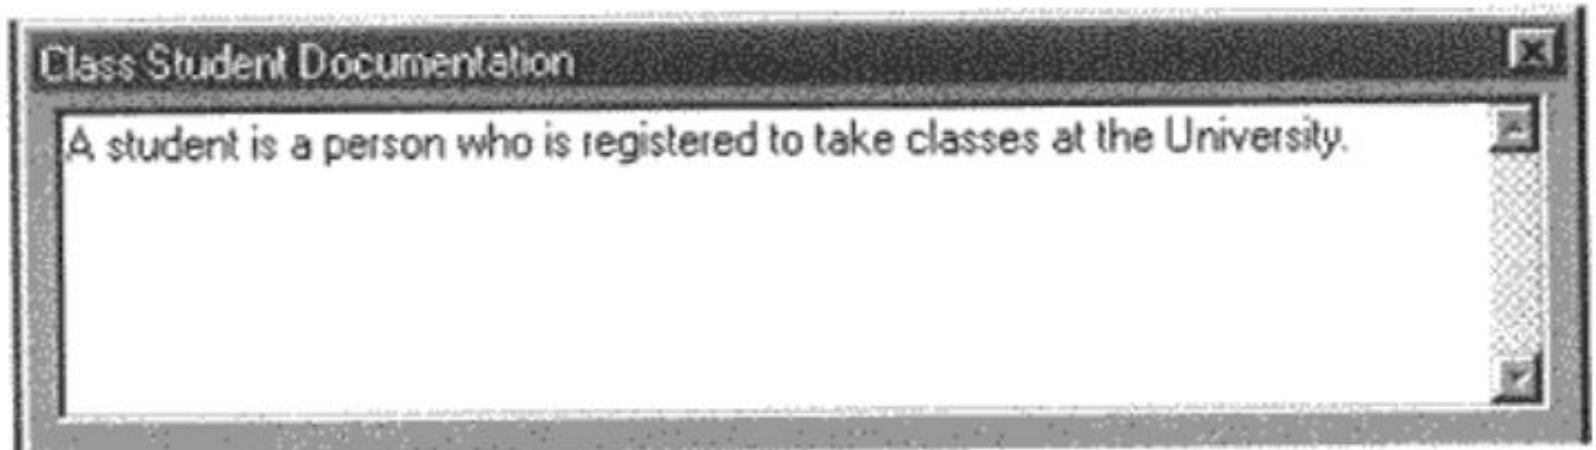 Class Student Documentation
A student is a person who is registered to take classes at the University.